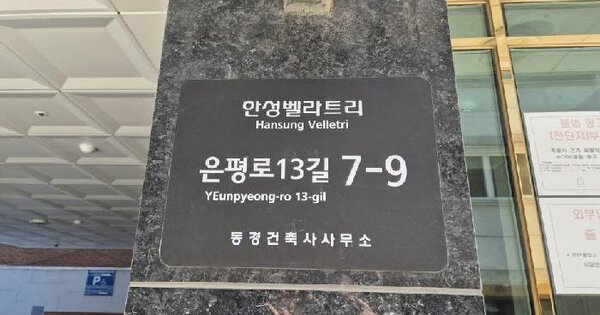 안성벨라트리
Hansung Velletri
은평로13길 7-9
YEunpyeong-ro 13-gil
동경건축사사무소